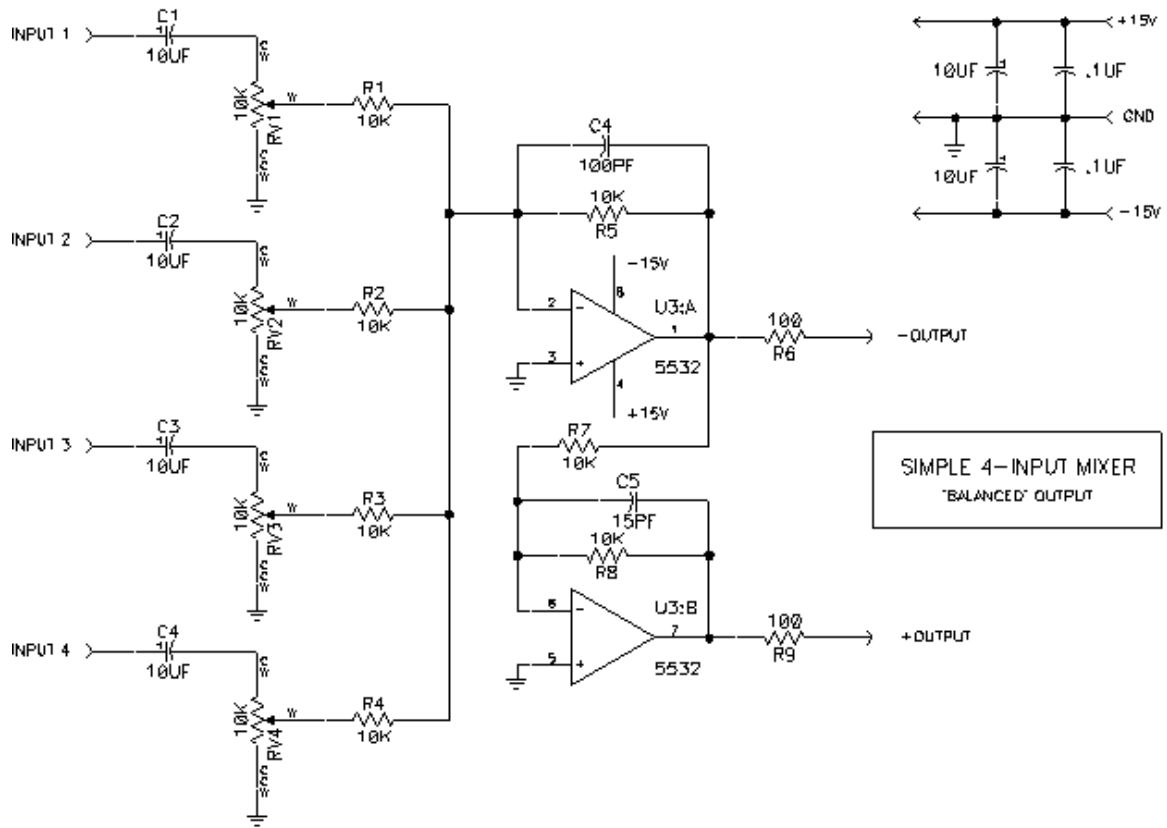 INPUT 1
C1
10UF
CCW
10K
RV1
W
R1
10K
INPUT 2
C2
10UF
10K
RV2
W
R2
10K
INPUT 3
C3
10UF
10K
RV3
W
R3
10K
INPUT 4
C4
10UF
10K
RV4
W
R4
10K
C4
100PF
10K
R5
-15V
2
-
3
+
1
4
U3:A
5532
+15V
100
R6
-OUTPUT
R7
10K
C5
15PF
10K
R8
-
5
+
7
U3:B
5532
100
R9
+OUTPUT
+15V
10UF
.1UF
GND
10UF
.1UF
-15V
SIMPLE 4-INPUT MIXER
"BALANCED" OUTPUT